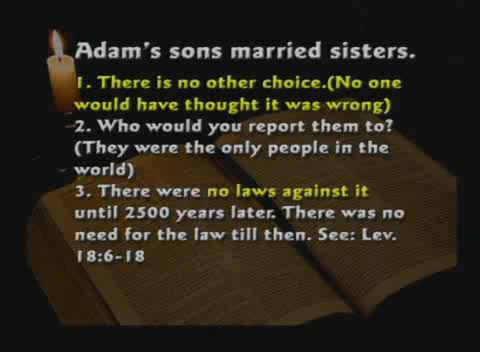 Adam's sons married sisters.
1. There is no other choice.(No one
would have thought it was wrong)
2. Who would you report them to?
(They were the only people in the
world)
3. There were no laws against it
until 2500 years later. There was no
need for the law till then. See: Lev.
18:6-18